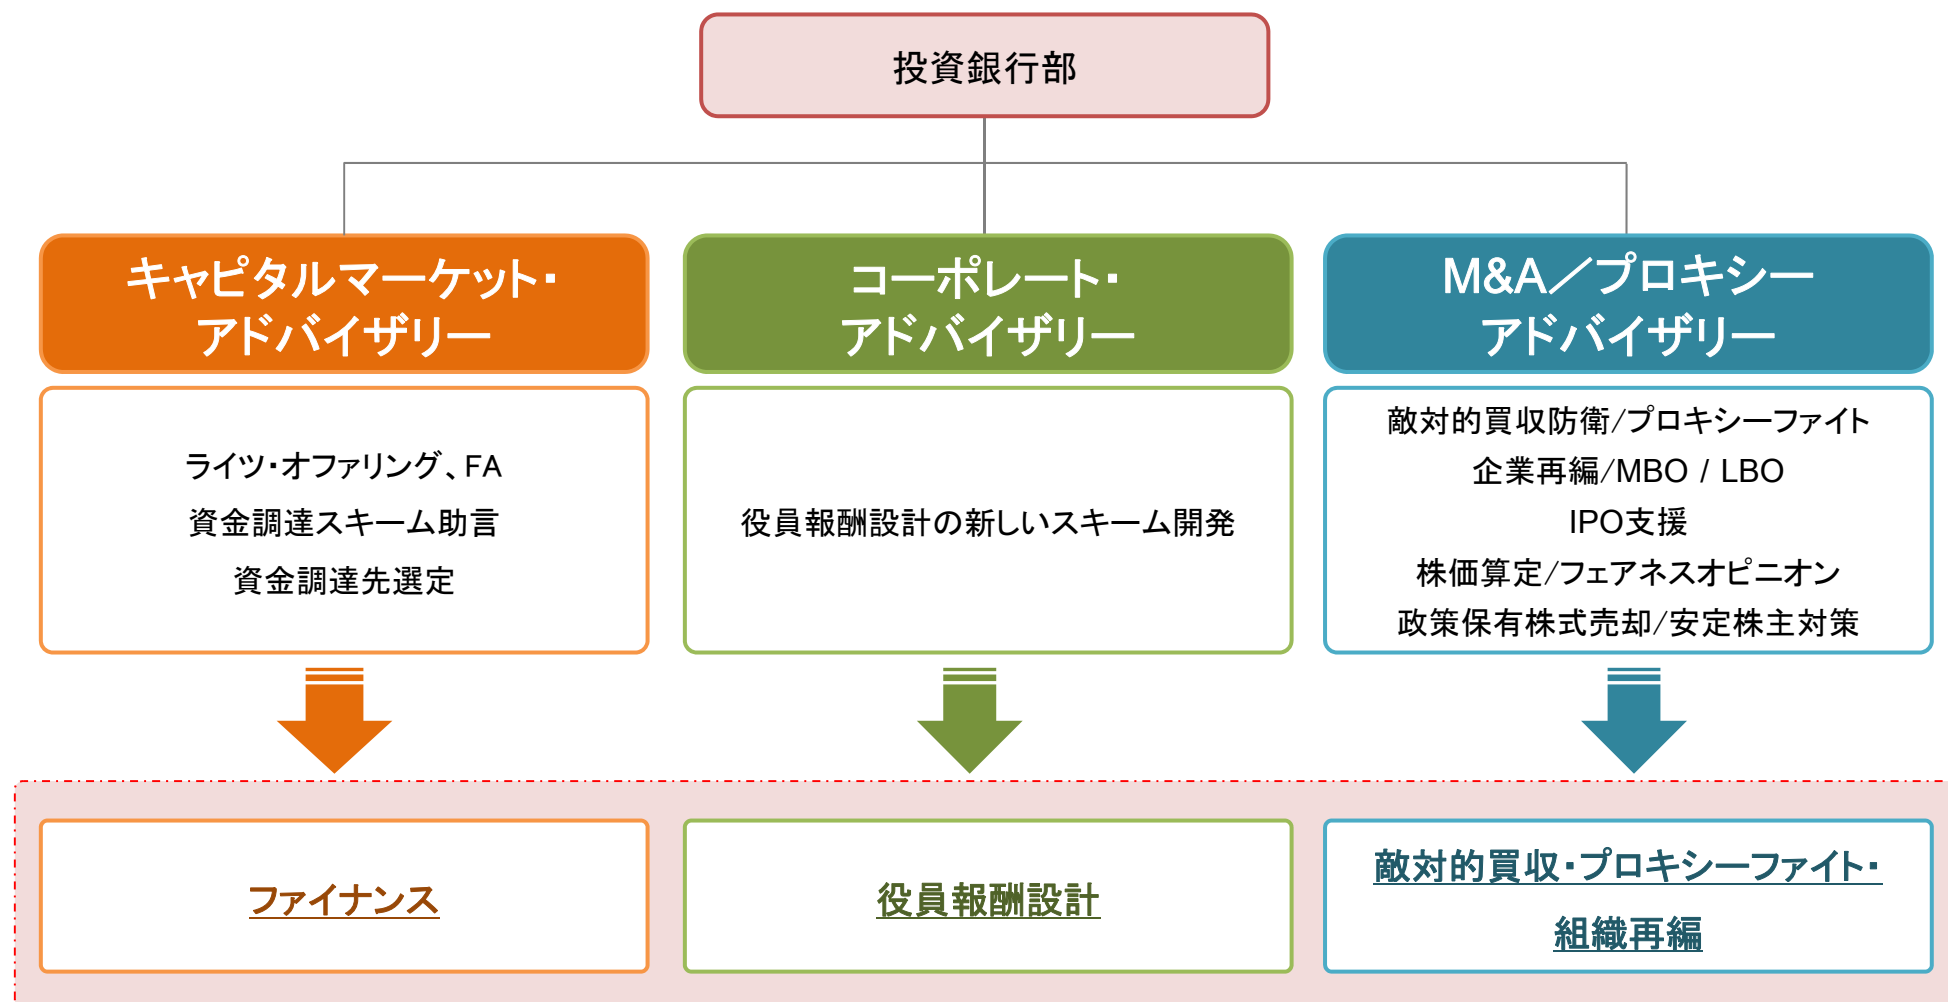 投資銀行部
キャピタルマーケット・
アドバイザリー
コーポレート・
アドバイザリー
M&A／プロキシー
アドバイザリー
ライツ・オファリング、FA
資金調達スキーム助言
資金調達先選定
役員報酬設計の新しいスキーム開発
敵対的買収防衛/プロキシーファイト
企業再編/MBO / LBO
IPO支援
株価算定/フェアネスオピニオン
政策保有株式売却/安定株主対策
ファイナンス
役員報酬設計
敵対的買収・プロキシーファイト・
組織再編